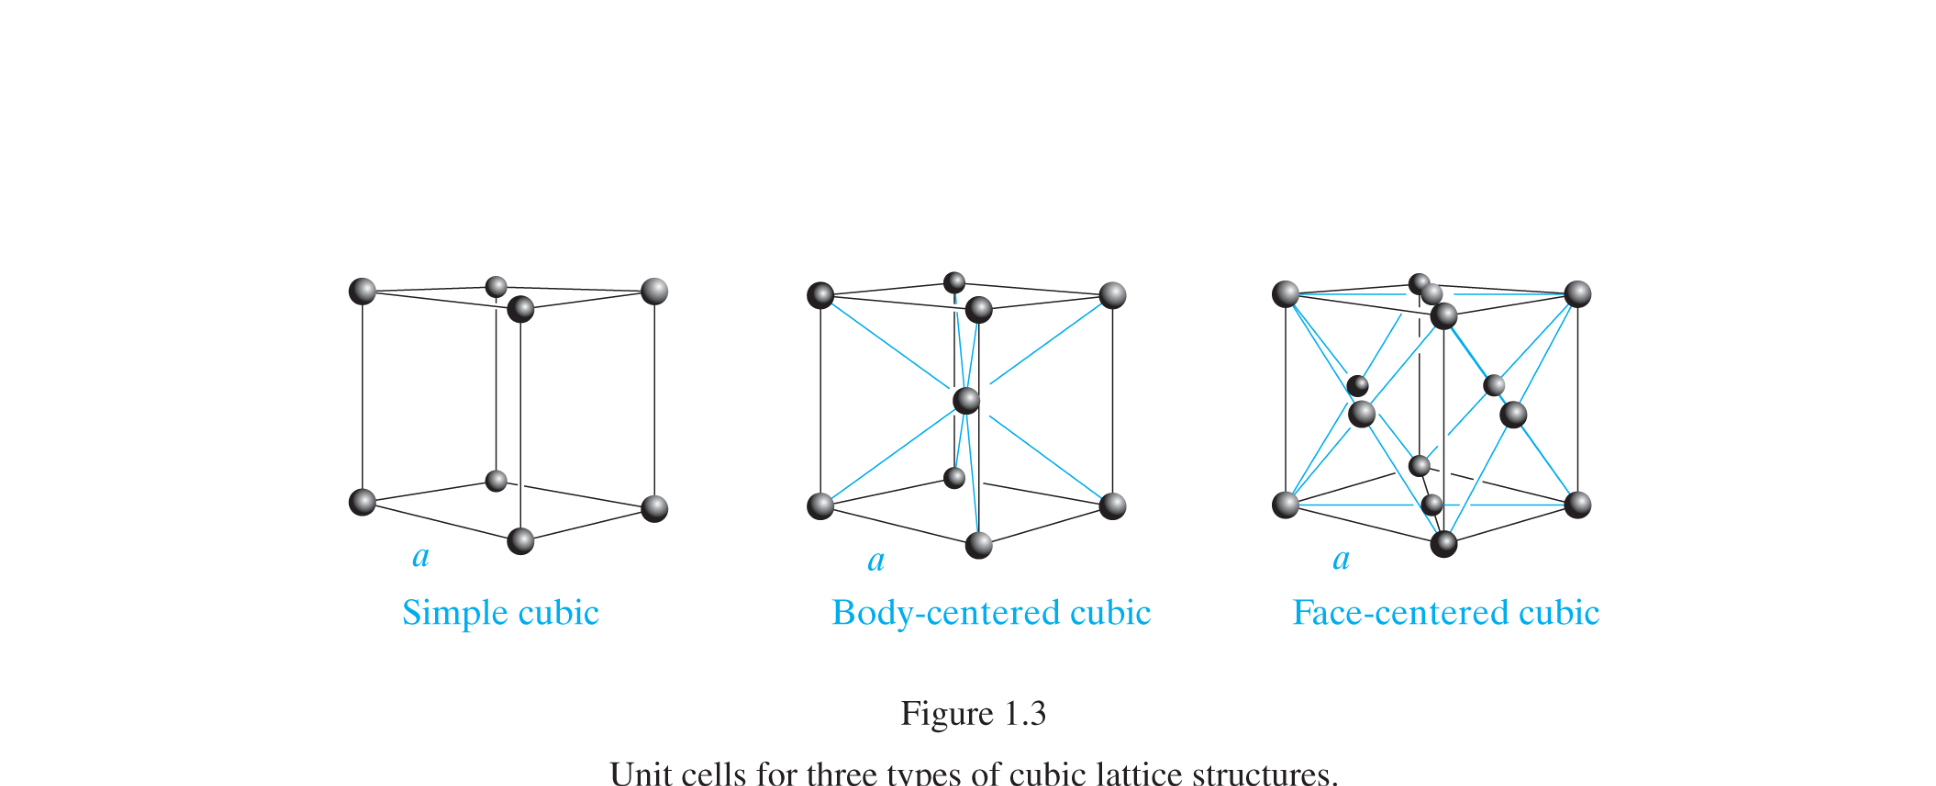 a a a
Simple cubic Body-centered cubic Face-centered cubic
Figure 1.3
Unit cells for three types of cubic lattice structures.